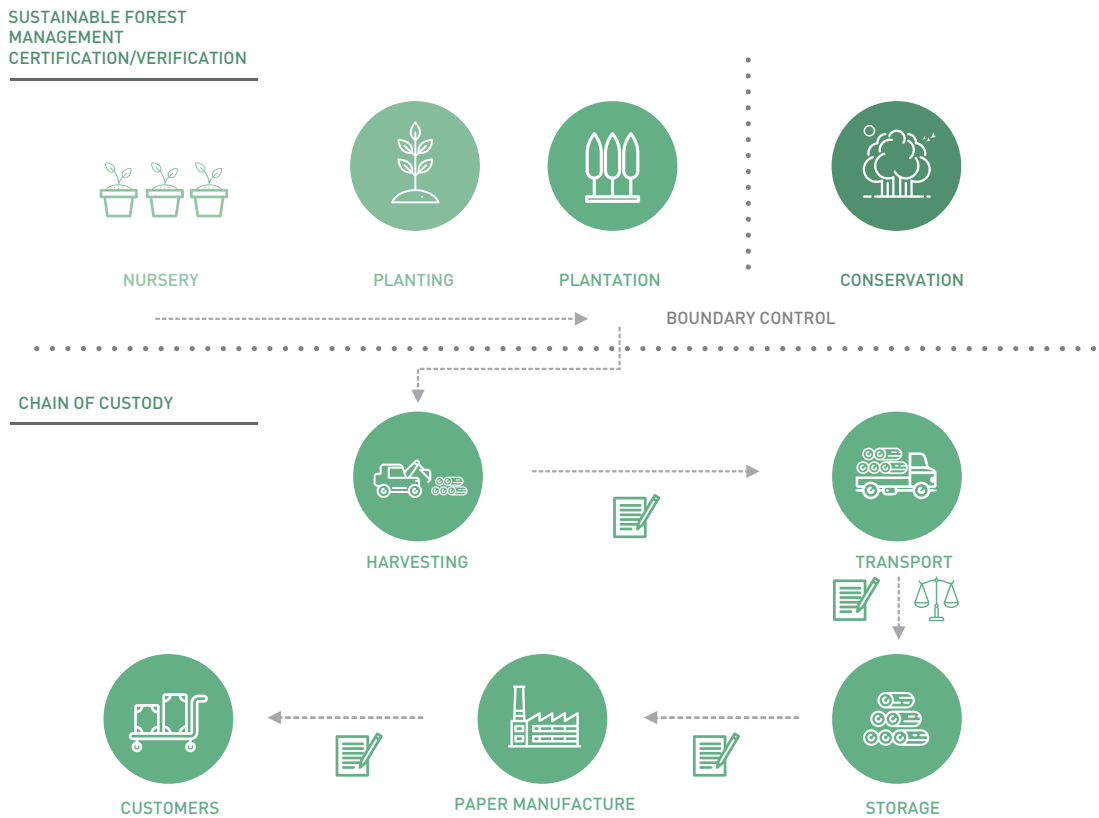 SUSTAINABLE FOREST
MANAGEMENT
CERTIFICATION/VERIFICATION
NURSERY
PLANTING
PLANTATION
CONSERVATION
BOUNDARY CONTROL
CHAIN OF CUSTODY
HARVESTING
TRANSPORT
CUSTOMERS
PAPER MANUFACTURE
STORAGE